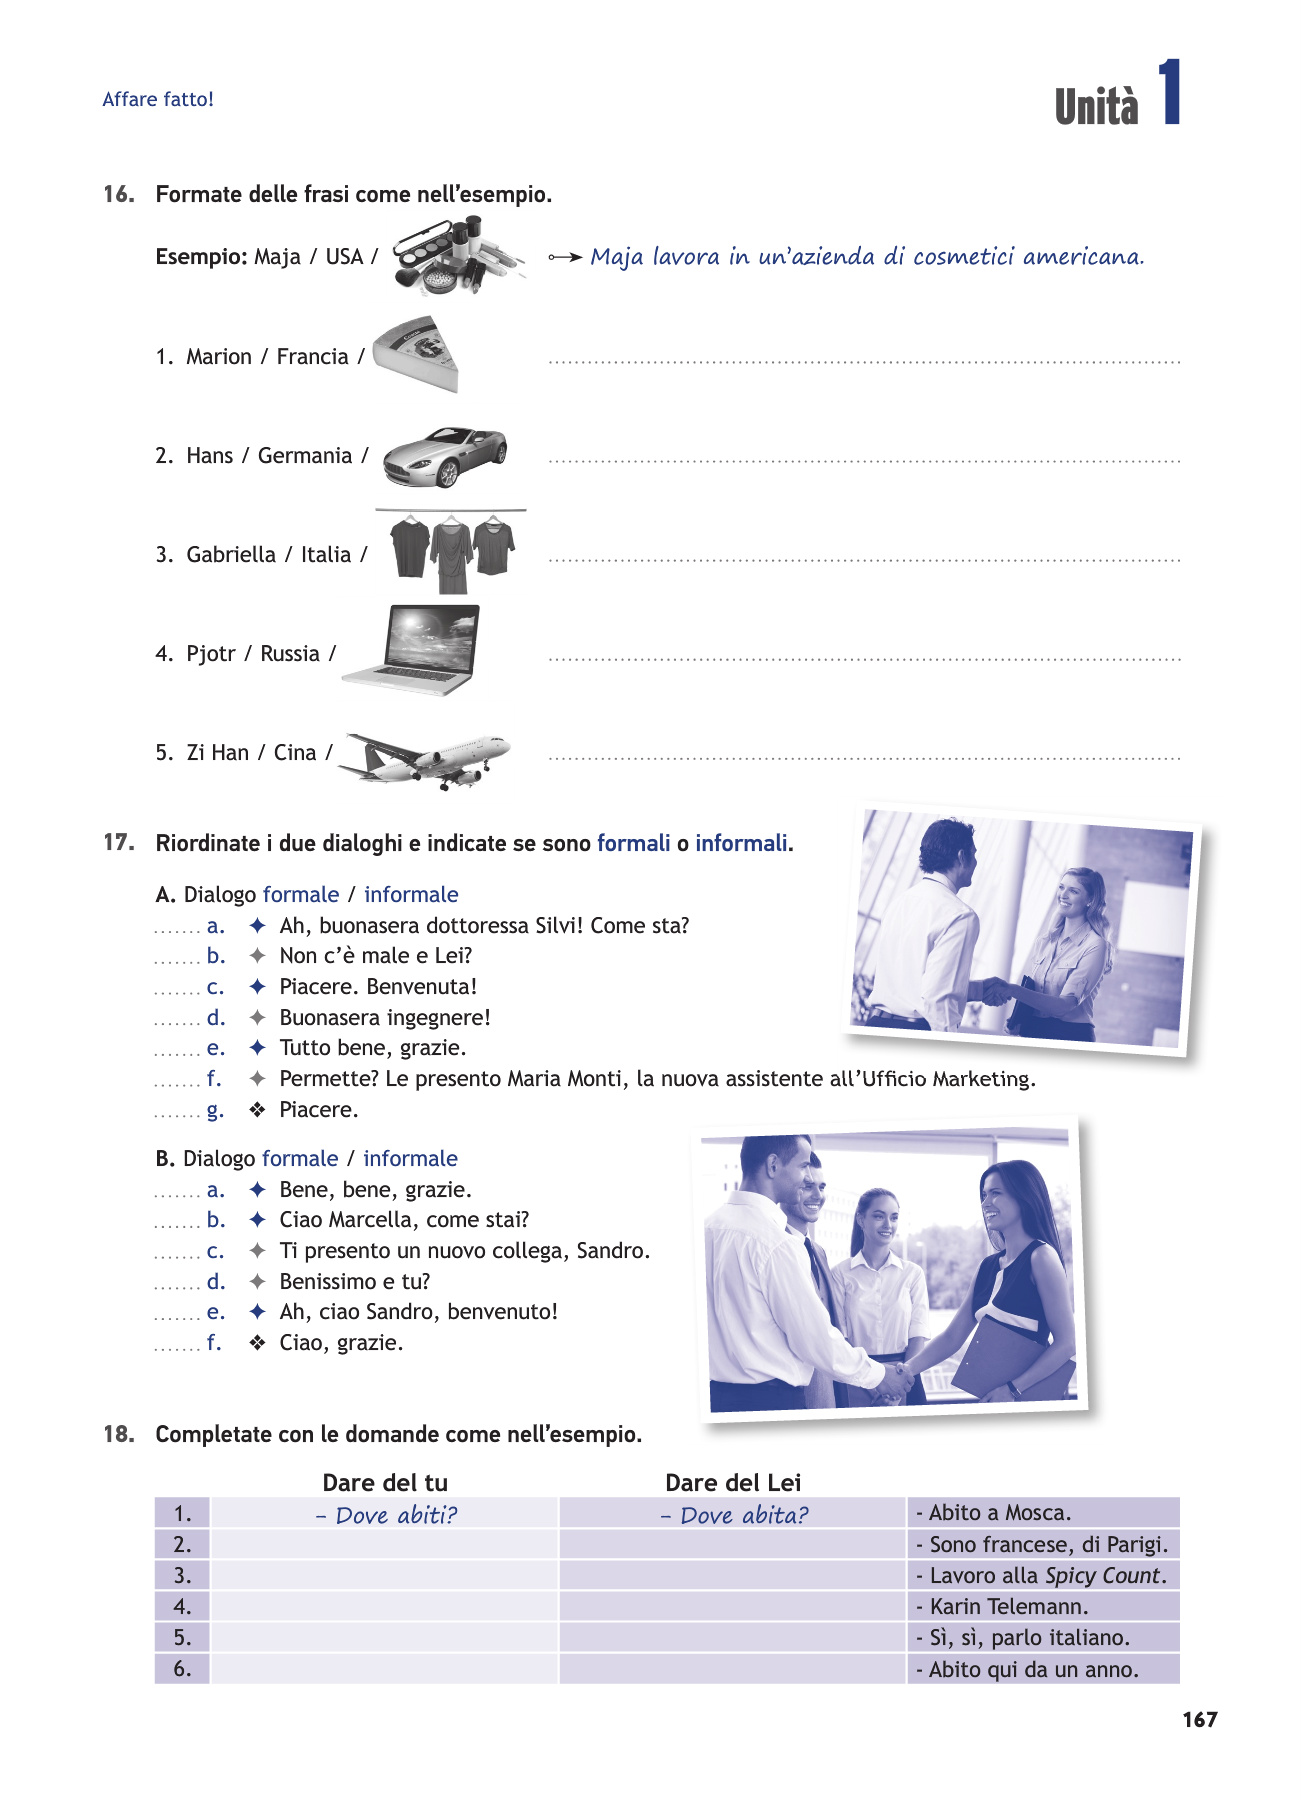 Affare fatto!
Unità 1
16. Formate delle frasi come nell'esempio.
Esempio: Maja / USA / Maja lavora in un'azienda di cosmetici americana.
1. Marion / Francia /
2. Hans / Germania /
3. Gabriella / Italia /
4. Pjotr / Russia /
5. Zi Han / Cina /
17. Riordinate i due dialoghi e indicate se sono formali o informali.
A. Dialogo formale / informale
....... a. ✦ Ah, buonasera dottoressa Silvi! Come sta?
....... b. ✦ Non c'è male e Lei?
....... c. ✦ Piacere. Benvenuta!
....... d. ✦ Buonasera ingegnere!
....... e. ✦ Tutto bene, grazie.
....... f. ✦ Permette? Le presento Maria Monti, la nuova assistente all'Ufficio Marketing.
....... g. ❖ Piacere.
B. Dialogo formale / informale
....... a. ✦ Bene, bene, grazie.
....... b. ✦ Ciao Marcella, come stai?
....... c. ✦ Ti presento un nuovo collega, Sandro.
....... d. ✦ Benissimo e tu?
....... e. ✦ Ah, ciao Sandro, benvenuto!
....... f. ❖ Ciao, grazie.
18. Completate con le domande come nell'esempio.
Dare del tu Dare del Lei
1. – Dove abiti? – Dove abita? - Abito a Mosca.
2. - Sono francese, di Parigi.
3. - Lavoro alla Spicy Count.
4. - Karin Telemann.
5. - Sì, sì, parlo italiano.
6. - Abito qui da un anno.
167